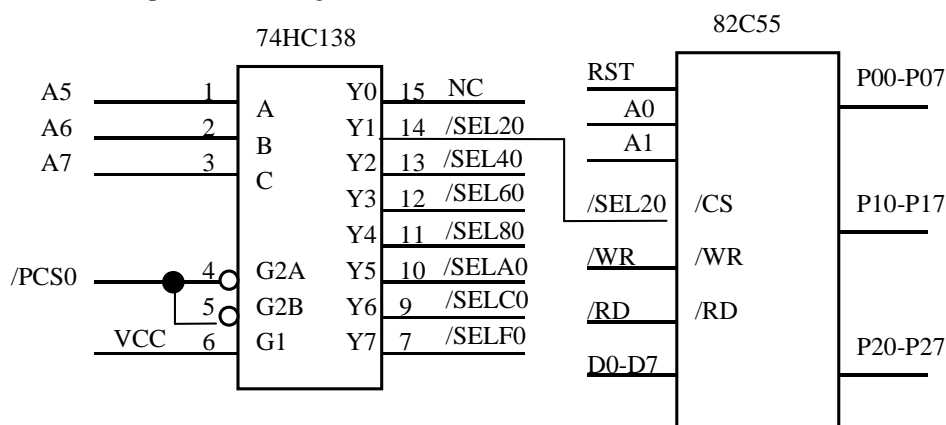 74HC138
82C55
A5 1 A Y0 15 NC
A6 2 B Y1 14 /SEL20
A7 3 C Y2 13 /SEL40
Y3 12 /SEL60
Y4 11 /SEL80
/PCS0 4 G2A Y5 10 /SELA0
5 G2B Y6 9 /SELC0
VCC 6 G1 Y7 7 /SELF0
RST P00-P07
A0
A1
/SEL20 /CS P10-P17
/WR /WR
/RD /RD
D0-D7 P20-P27